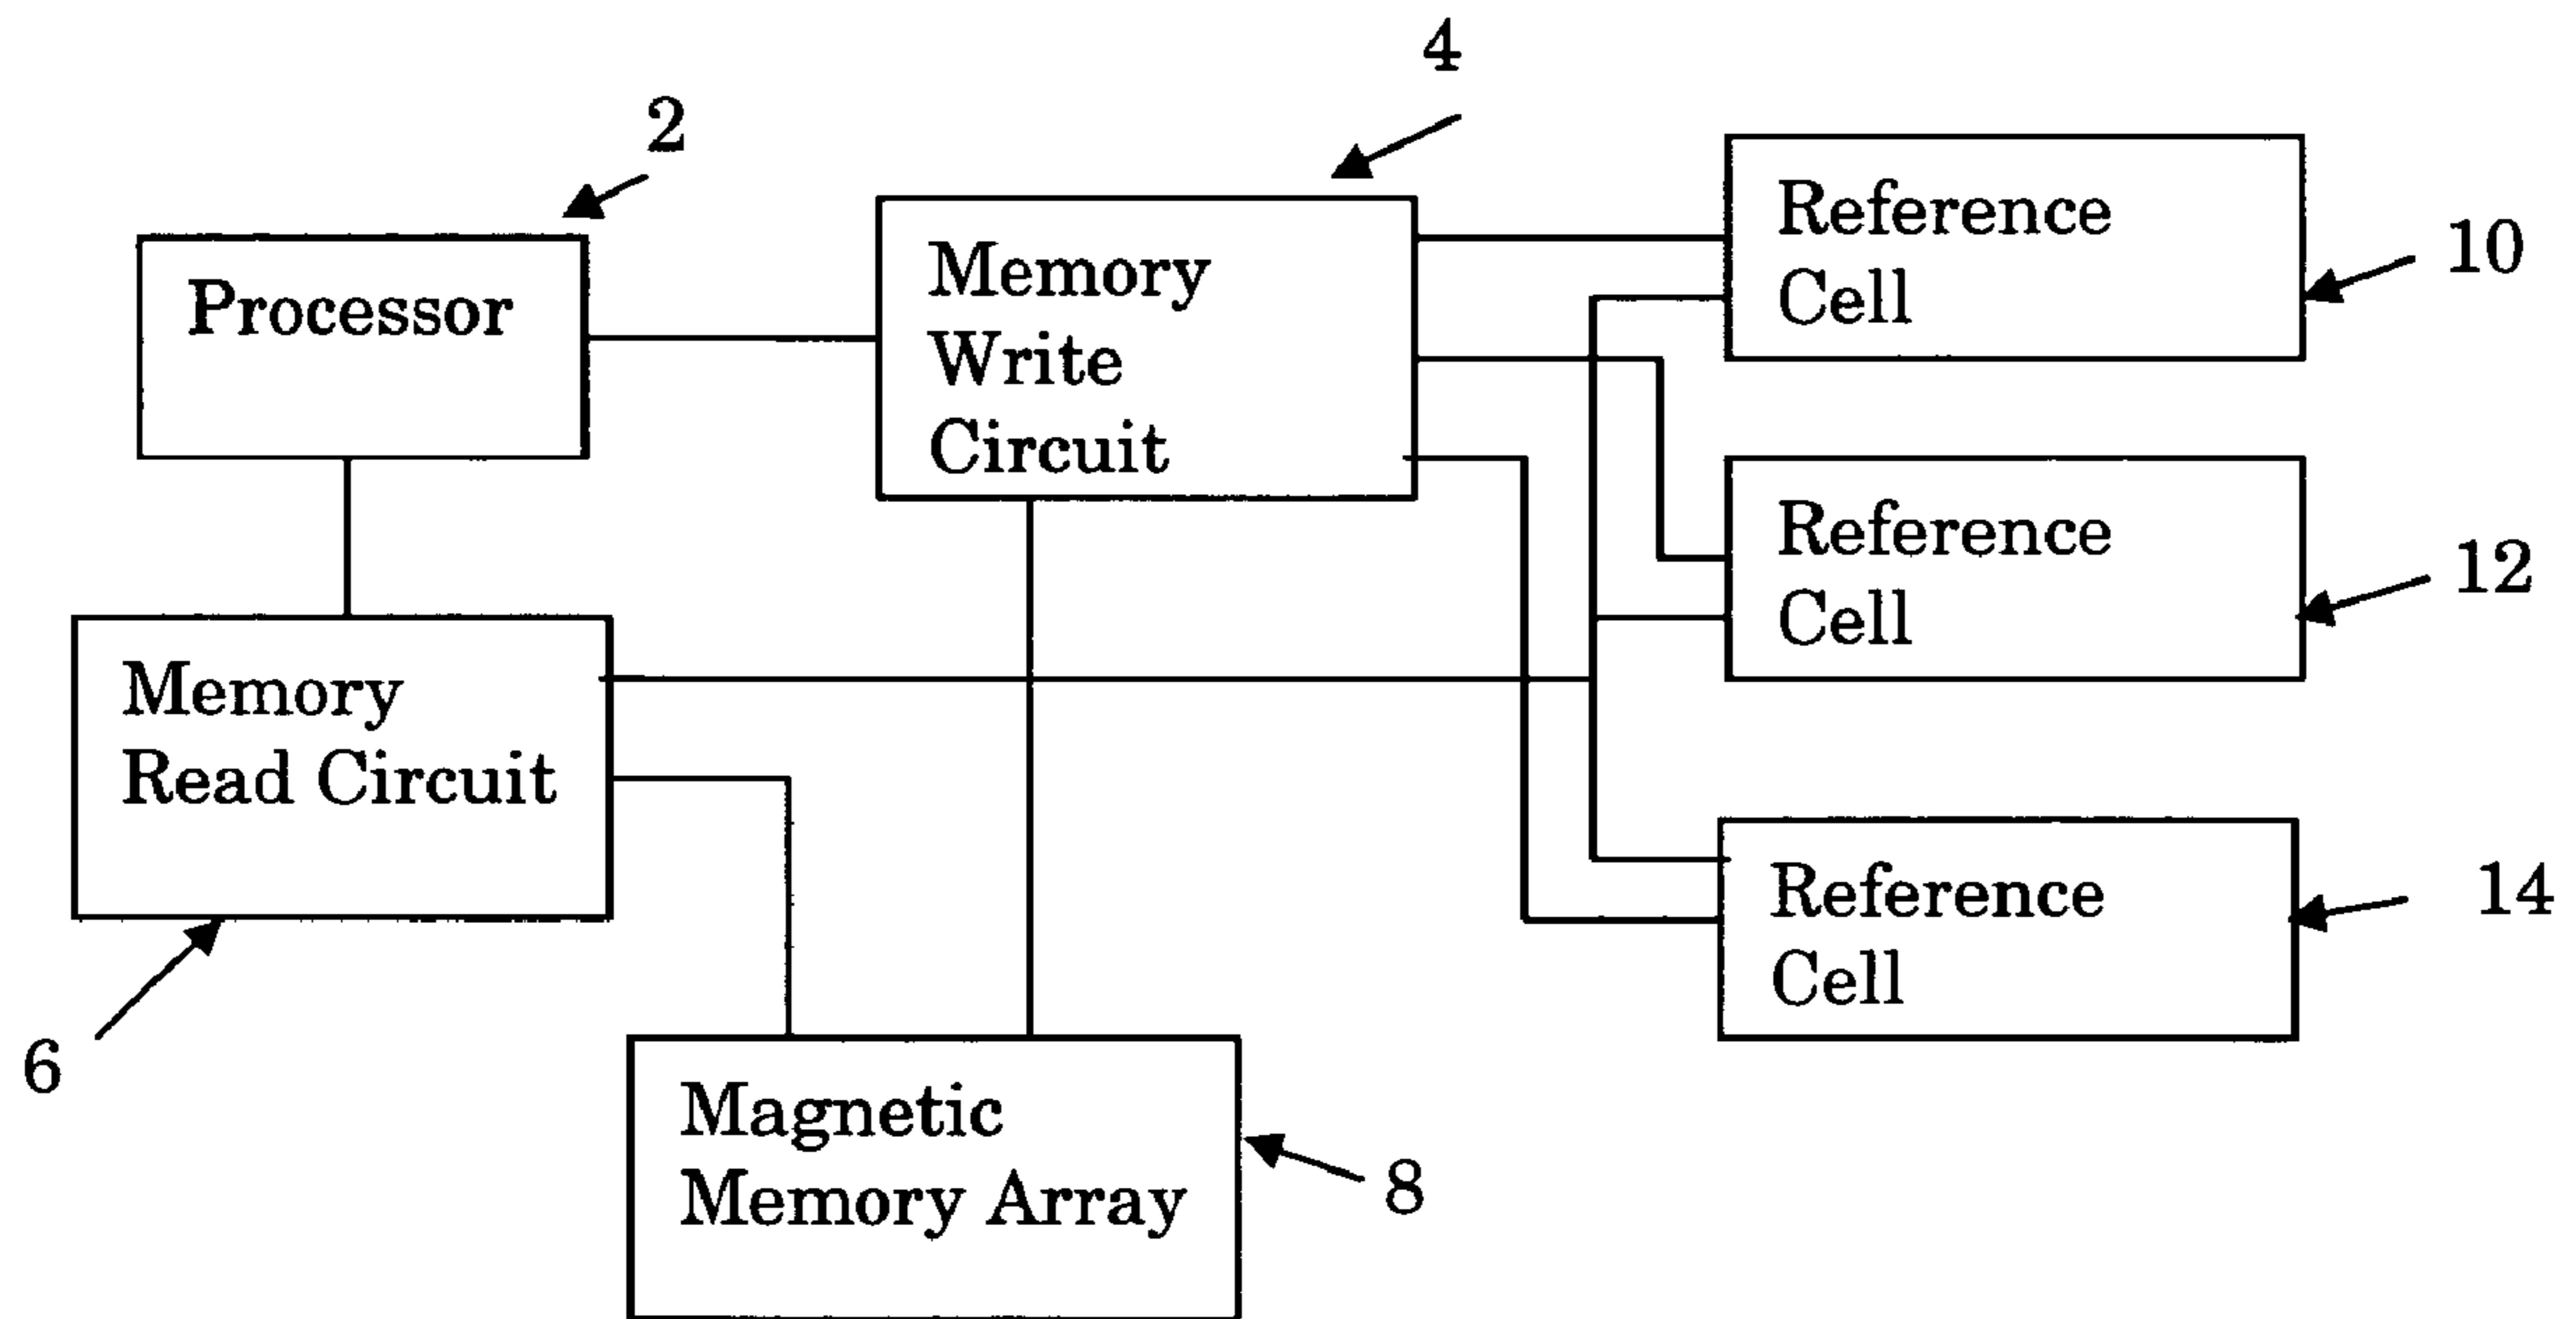 4
2
Processor
Memory
Write
Circuit
Reference
Cell
10
Reference
Cell
12
Memory
Read Circuit
6
Reference
Cell
14
Magnetic
Memory Array
8